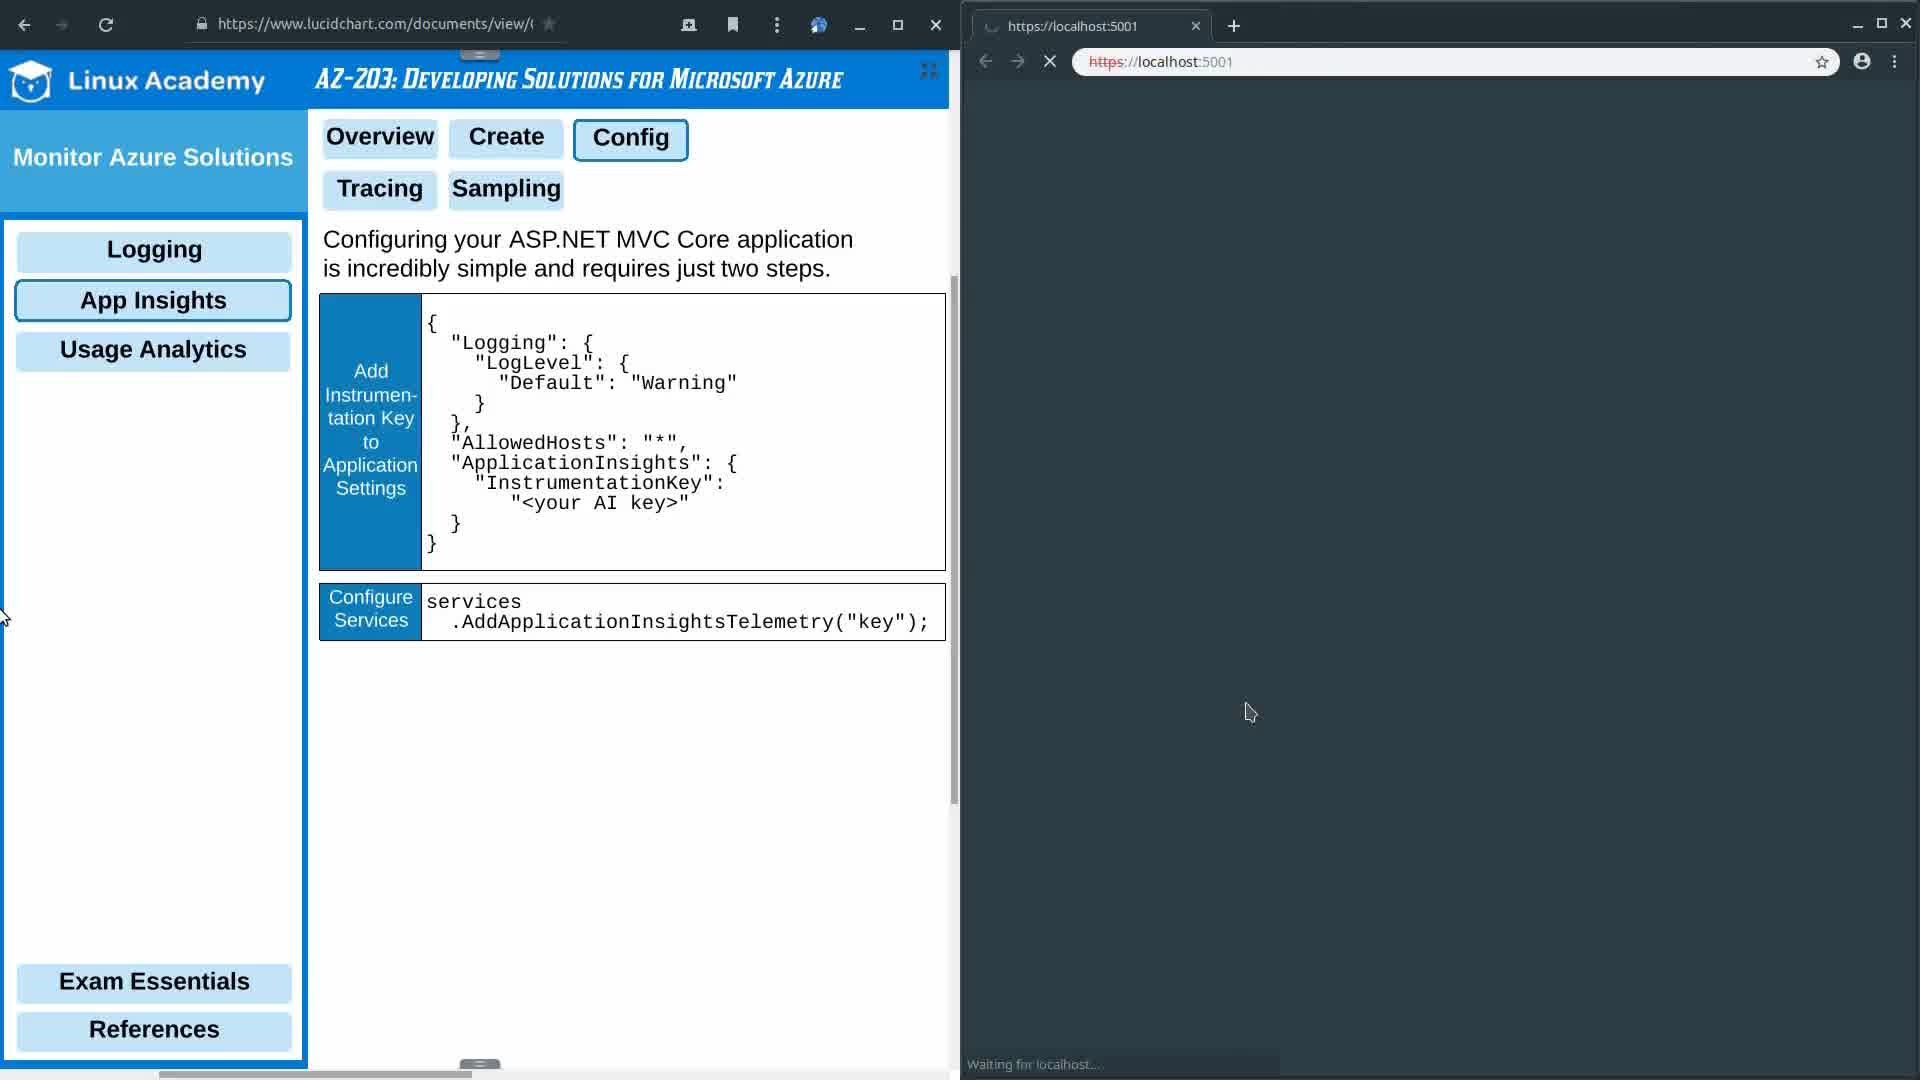 https://www.lucidchart.com/documents/view/
Linux Academy
AZ-203: Developing Solutions for Microsoft Azure
Monitor Azure Solutions
Logging
App Insights
Usage Analytics
Exam Essentials
References
Overview
Create
Config
Tracing
Sampling
Configuring your ASP.NET MVC Core application
is incredibly simple and requires just two steps.
Add
Instrumen-
tation Key
to
Application
Settings
{
"Logging": {
"LogLevel": {
"Default": "Warning"
}
},
"AllowedHosts": "*",
"ApplicationInsights": {
"InstrumentationKey":
"<your AI key>"
}
}
Configure
Services
services
.AddApplicationInsightsTelemetry("key");
https://localhost:5001
https://localhost:5001
Waiting for localhost...